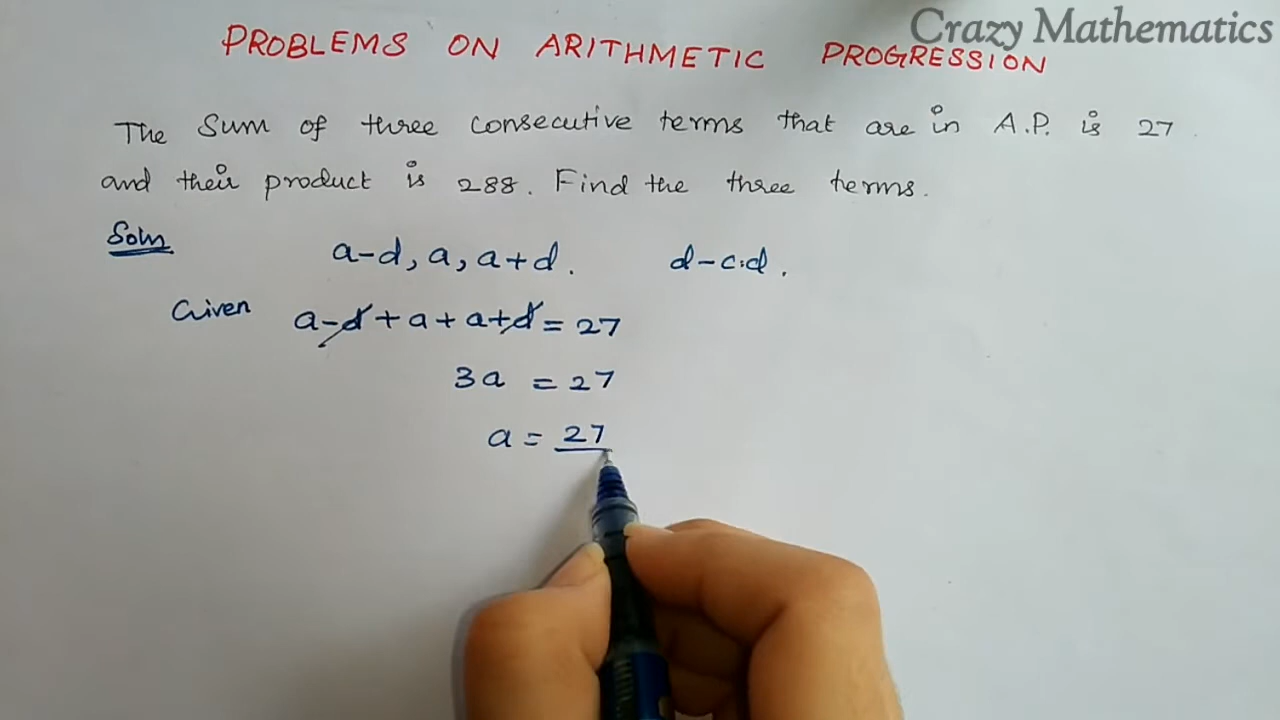 Crazy Mathematics
PROBLEMS ON ARITHMETIC PROGRESSION
The Sum of three consecutive terms that are in A.P. is 27
and their product is 288. Find the three terms.
Soln
a-d, a, a+d. d-c.d.
Given a-d+a+a+d=27
3a = 27
a = 27